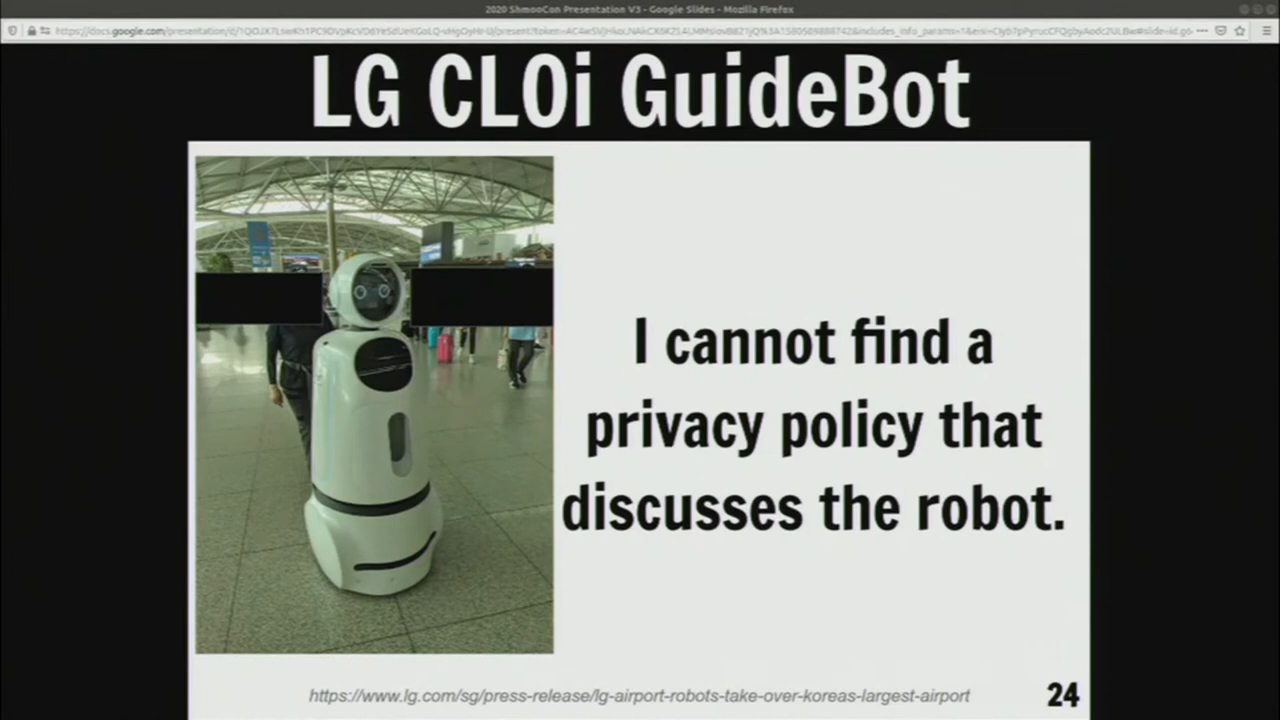 2020 ShmooCon Presentation V3 - Google Slides - Mozilla Firefox
LG CLOi GuideBot
I cannot find a
privacy policy that
discusses the robot.
https://www.lg.com/sg/press-release/lg-airport-robots-take-over-koreas-largest-airport
24